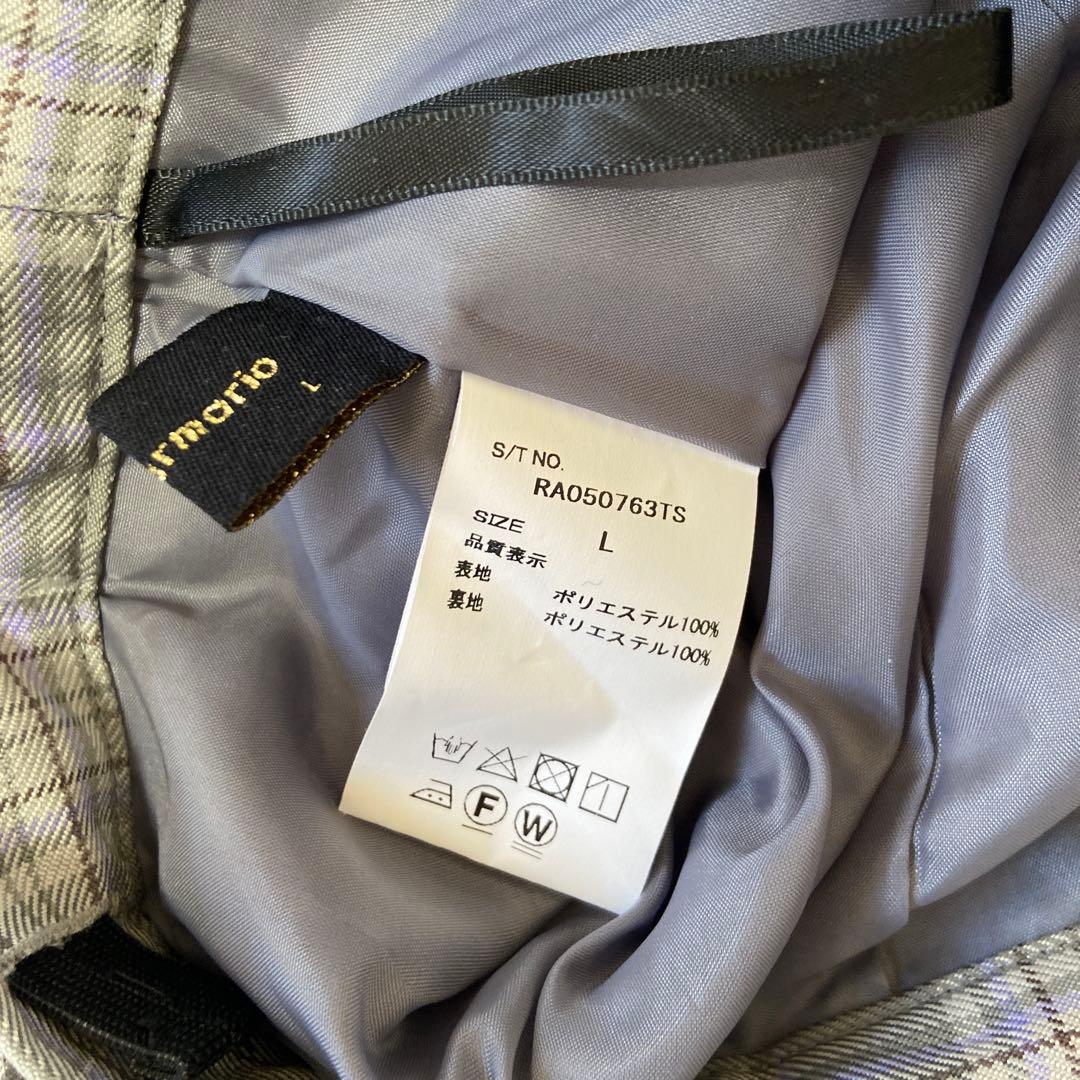 armario
L
S/T NO.
RA050763TS
SIZE L
品質表示
表地 ポリエステル100%
裏地 ポリエステル100%
F W